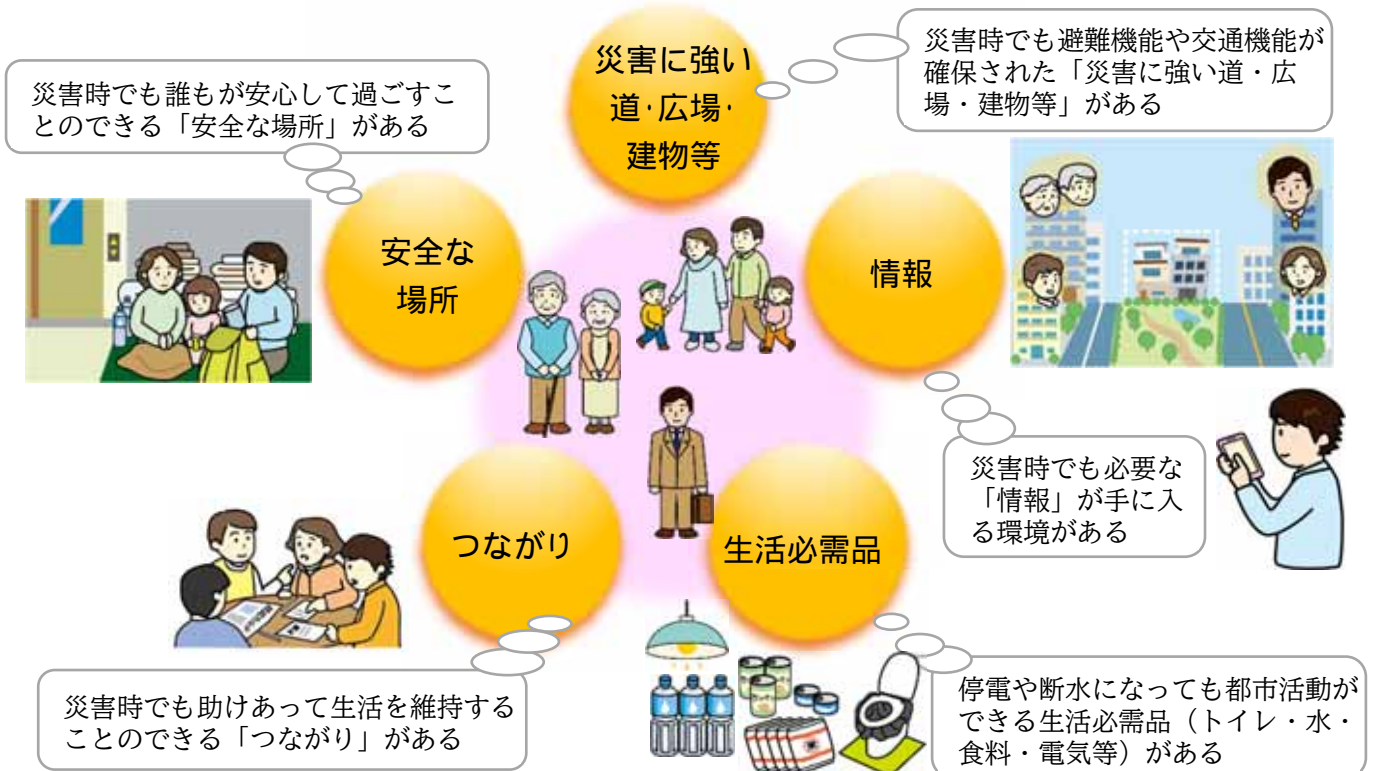 災害に強い
道・広場・
建物等
災害時でも避難機能や交通機能が
確保された「災害に強い道・広
場・建物等」がある
災害時でも誰もが安心して過ごすこ
とのできる「安全な場所」がある
安全な
場所
情報
災害時でも必要な
「情報」が手に入
る環境がある
つながり
生活必需品
災害時でも助けあって生活を維持する
ことのできる「つながり」がある
停電や断水になっても都市活動が
できる生活必需品（トイレ・水・
食料・電気等）がある